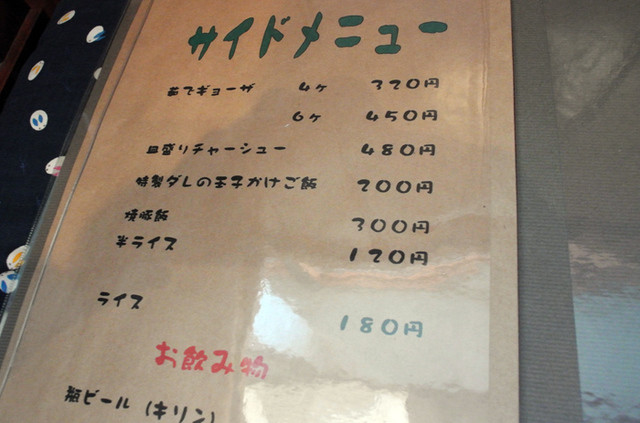 サイドメニュー
茹でギョーザ 4ヶ 320円
6ヶ 450円
皿盛りチャーシュー 480円
特製ダレの玉子かけご飯 200円
焼豚飯 300円
半ライス 120円
ライス 180円
お飲み物
瓶ビール (キリン)